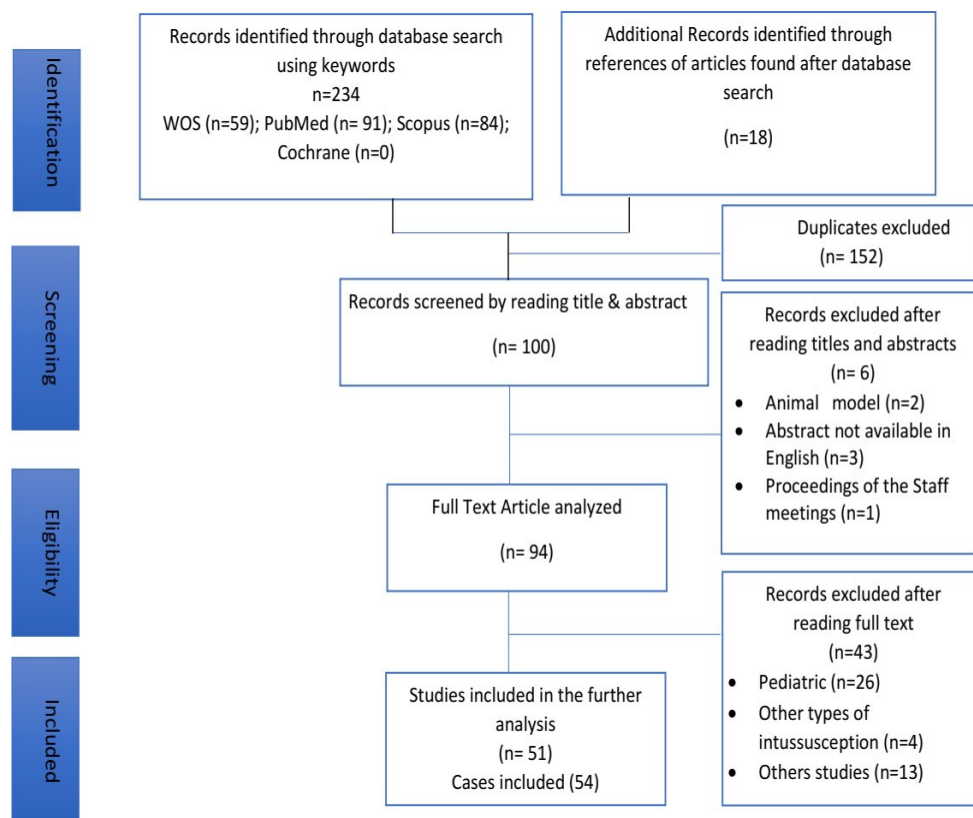 Identification
Records identified through database search
using keywords
n=234
WOS (n=59); PubMed (n= 91); Scopus (n=84);
Cochrane (n=0)
Additional Records identified through
references of articles found after database
search
(n=18)
Duplicates excluded
(n= 152)
Screening
Records screened by reading title & abstract
(n= 100)
Records excluded after
reading titles and abstracts
(n= 6)
• Animal model (n=2)
• Abstract not available in
English (n=3)
• Proceedings of the Staff
meetings (n=1)
Eligibility
Full Text Article analyzed
(n= 94)
Records excluded after
reading full text
(n=43)
• Pediatric (n=26)
• Other types of
intussusception (n=4)
• Others studies (n=13)
Included
Studies included in the further
analysis
(n= 51)
Cases included (54)